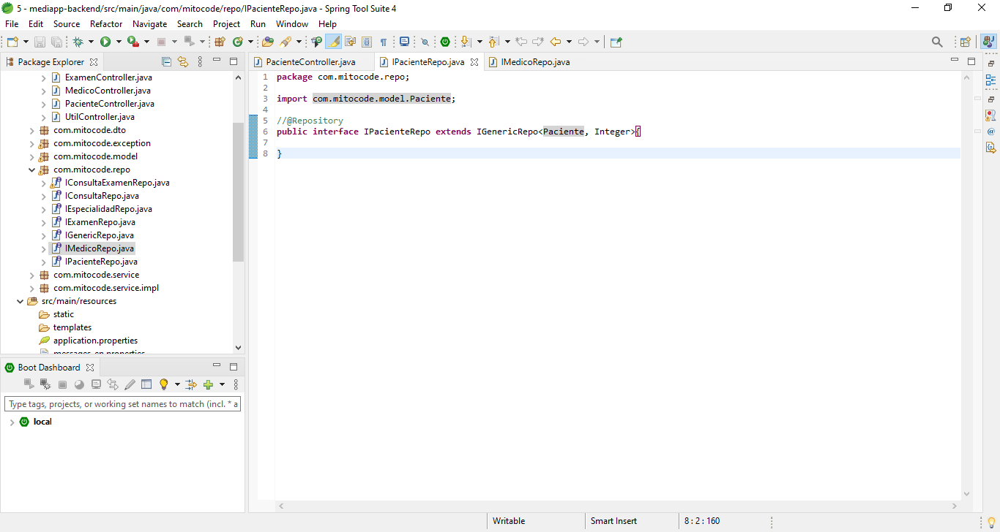 5 - mediapp-backend/src/main/java/com/mitocode/repo/IPacienteRepo.java - Spring Tool Suite 4
File Edit Source Refactor Navigate Search Project Run Window Help
Package Explorer
ExamenController.java
MedicoController.java
PacienteController.java
UtilController.java
com.mitocode.dto
com.mitocode.exception
com.mitocode.model
com.mitocode.repo
IConsultaExamenRepo.java
IConsultaRepo.java
IEspecialidadRepo.java
IExamenRepo.java
IGenericRepo.java
IMedicoRepo.java
IPacienteRepo.java
com.mitocode.service
com.mitocode.service.impl
src/main/resources
static
templates
application.properties
messages_en.properties
Boot Dashboard
Type tags, projects, or working set names to match (incl. * a
local
PacienteController.java IPacienteRepo.java IMedicoRepo.java
1 package com.mitocode.repo;
2
3 import com.mitocode.model.Paciente;
4
5 //@Repository
6 public interface IPacienteRepo extends IGenericRepo<Paciente, Integer>{
7
8 }
Writable Smart Insert 8 : 2 : 160